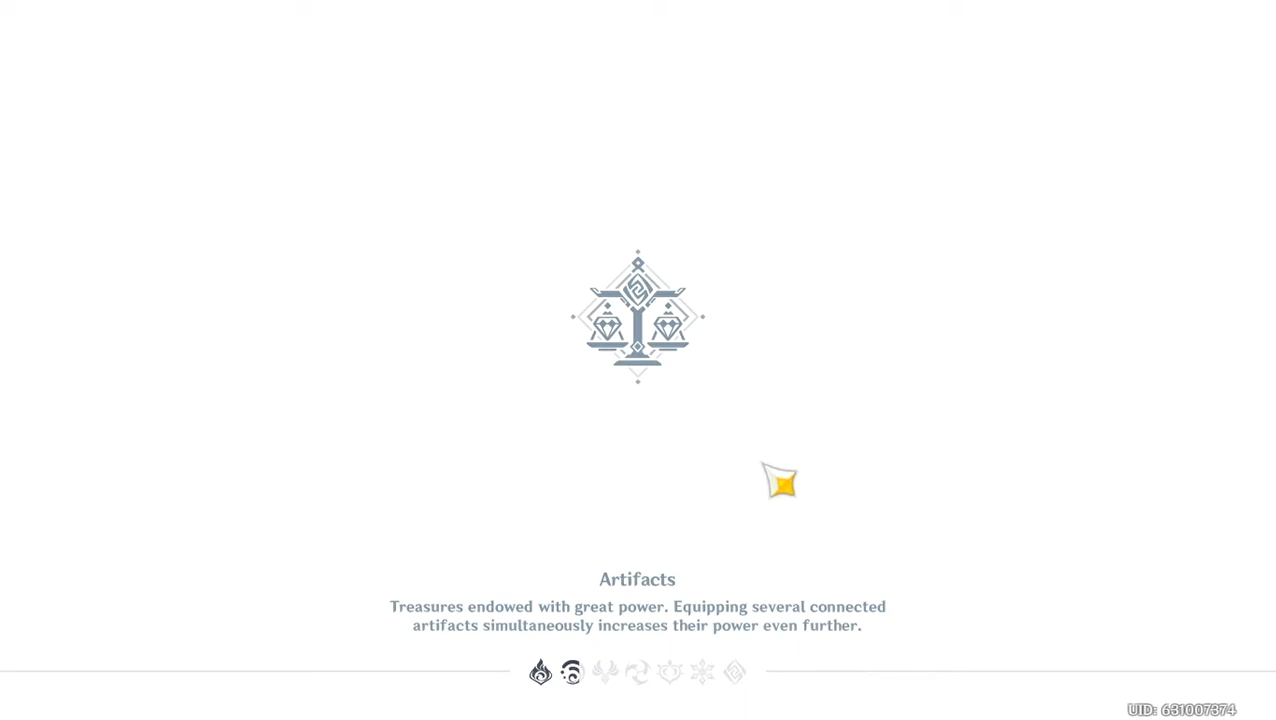 Artifacts
Treasures endowed with great power. Equipping several connected
artifacts simultaneously increases their power even further.
UID: 631007374